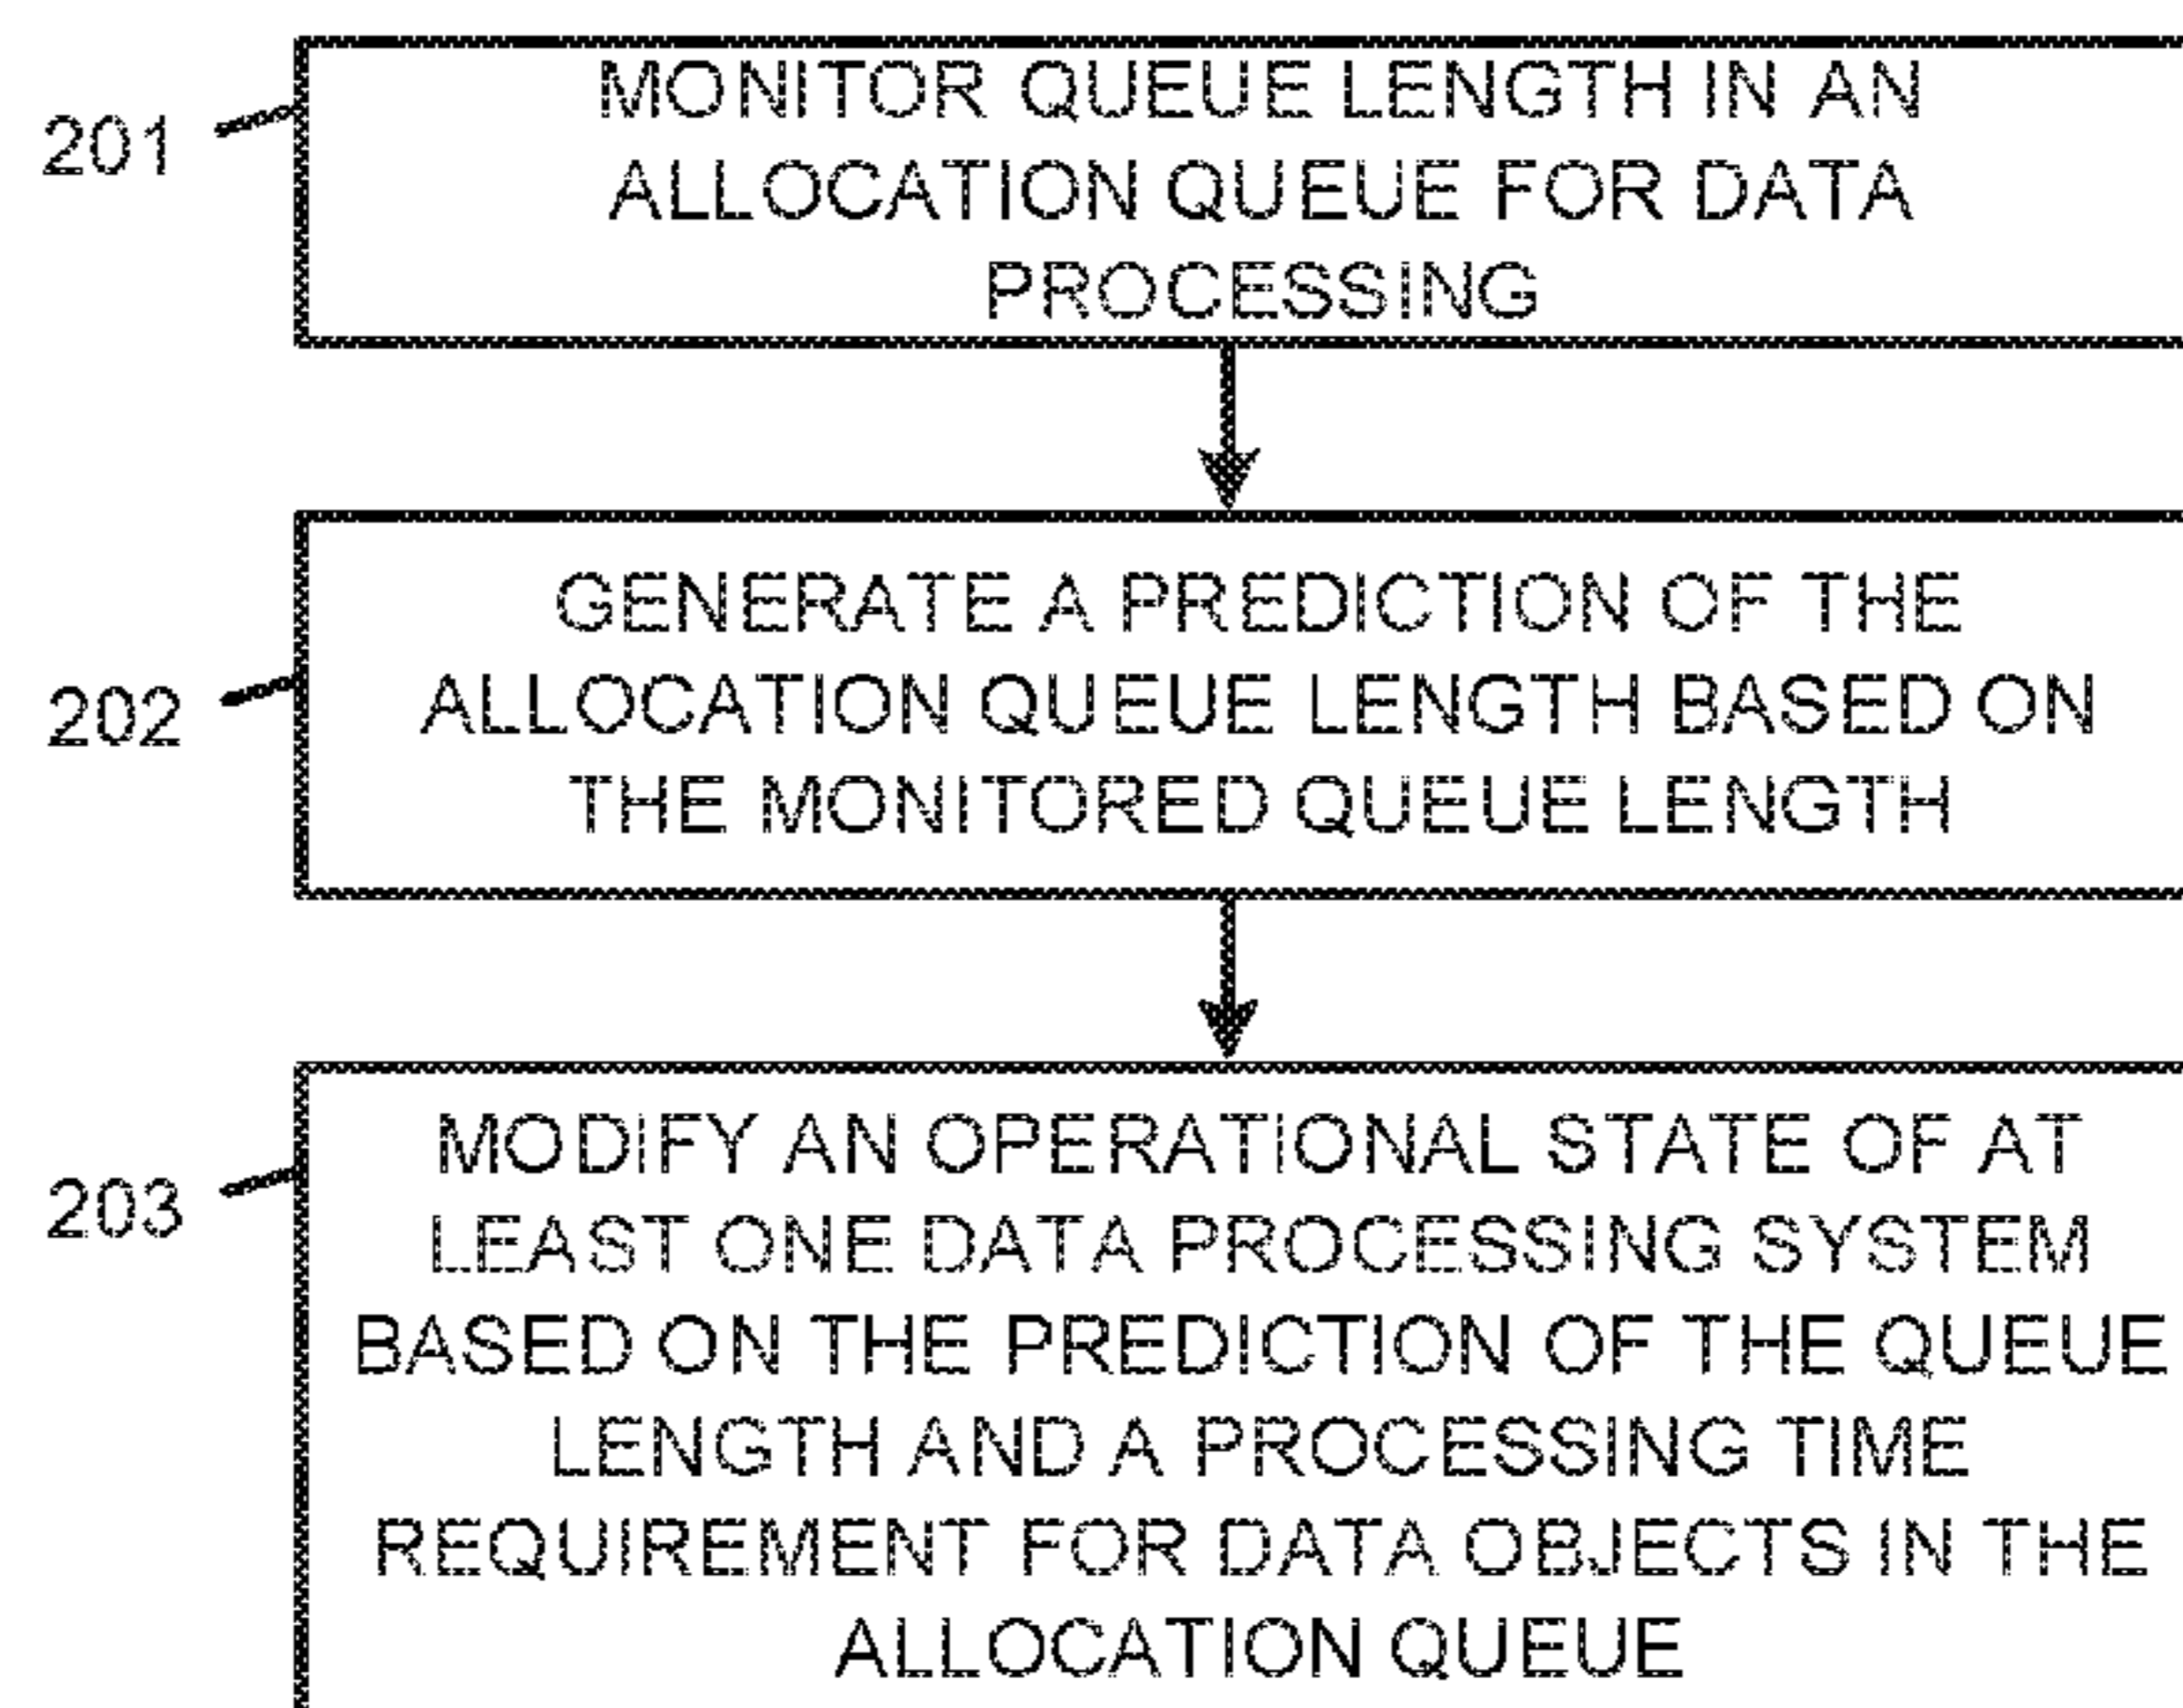 201
MONITOR QUEUE LENGTH IN AN
ALLOCATION QUEUE FOR DATA
PROCESSING
202
GENERATE A PREDICTION OF THE
ALLOCATION QUEUE LENGTH BASED ON
THE MONITORED QUEUE LENGTH
203
MODIFY AN OPERATIONAL STATE OF AT
LEAST ONE DATA PROCESSING SYSTEM
BASED ON THE PREDICTION OF THE QUEUE
LENGTH AND A PROCESSING TIME
REQUIREMENT FOR DATA OBJECTS IN THE
ALLOCATION QUEUE